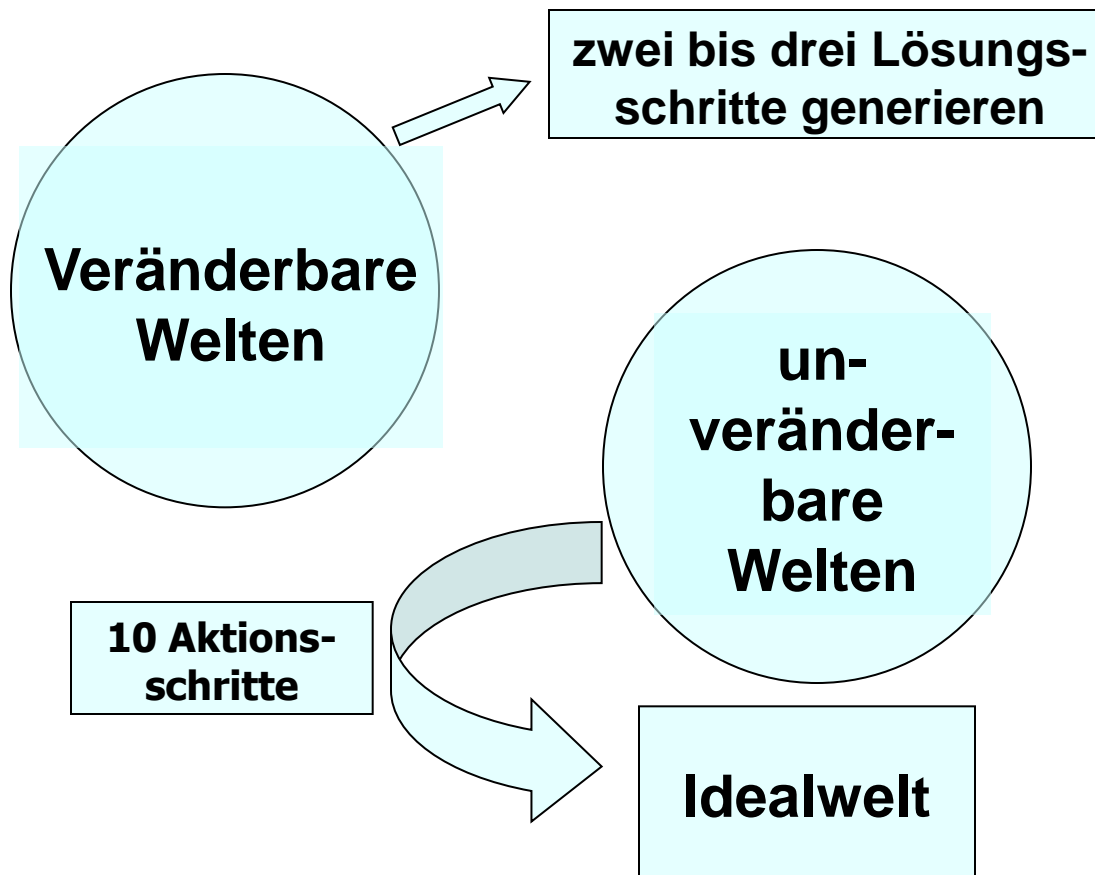 zwei bis drei Lösungs-
schritte generieren
Veränderbare
Welten
un-
veränder-
bare
Welten
10 Aktions-
schritte
Idealwelt